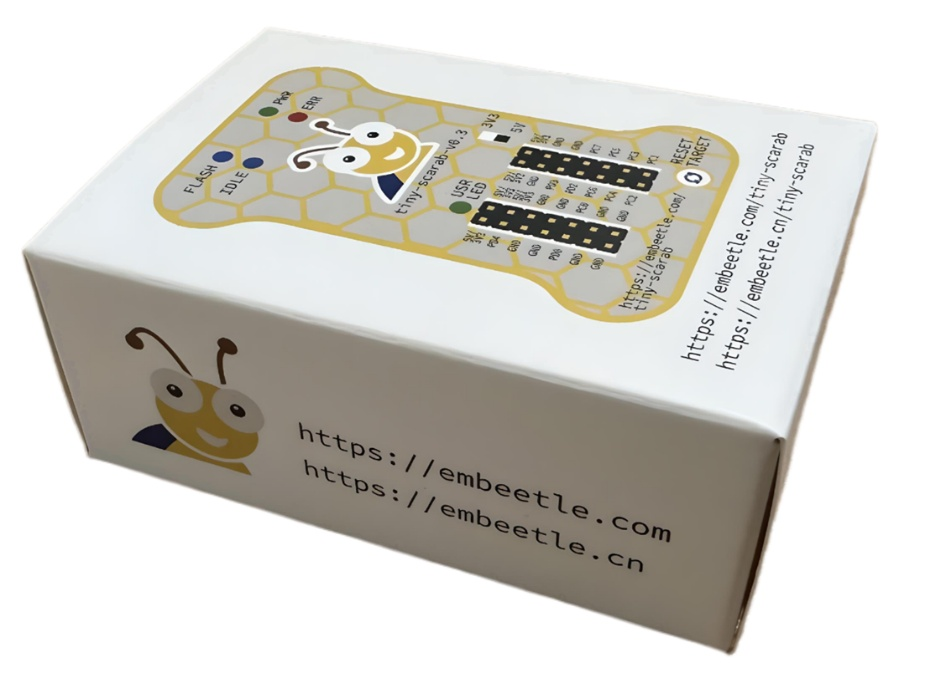 PWR
ERR
FLASH
IDLE
tiny-scarab-v0.3
3V3
5V
USR
LED
RESET
TARGET
https://embeetle.com/
tiny-scarab
https://embeetle.com/tiny-scarab
https://embeetle.cn/tiny-scarab
https://embeetle.com
https://embeetle.cn